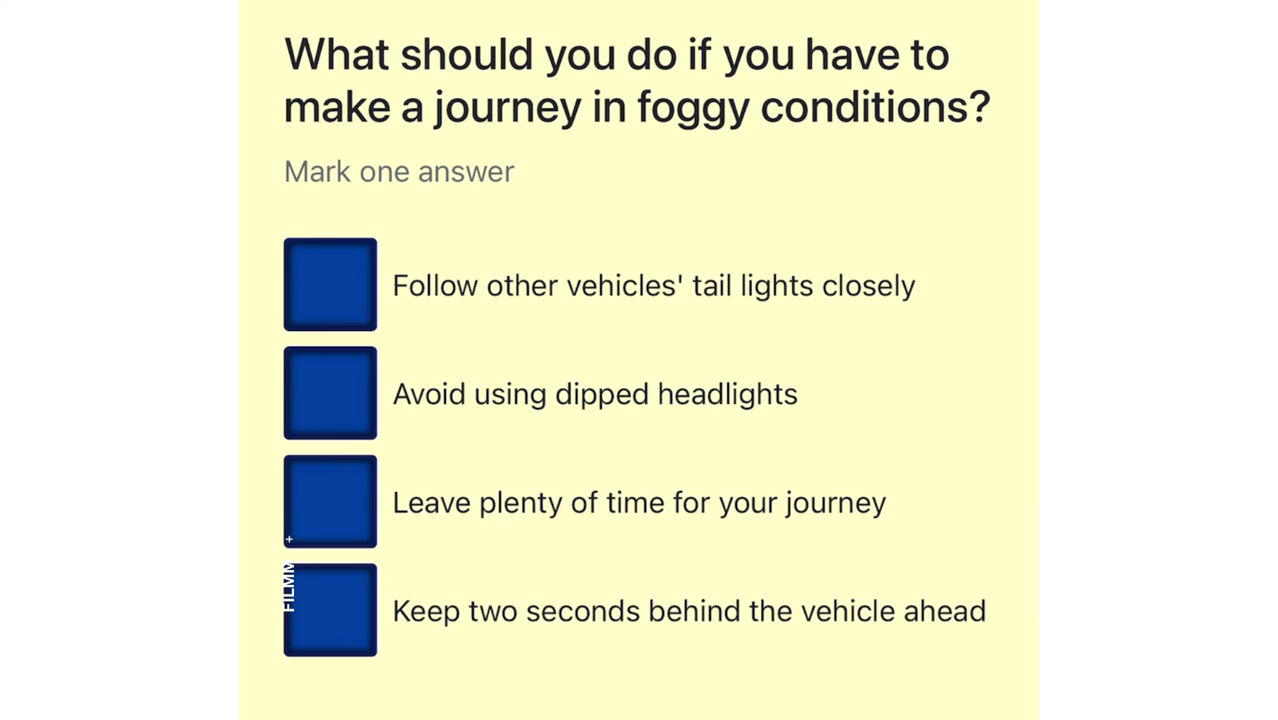 What should you do if you have to
make a journey in foggy conditions?
Mark one answer
Follow other vehicles' tail lights closely
Avoid using dipped headlights
Leave plenty of time for your journey
Keep two seconds behind the vehicle ahead